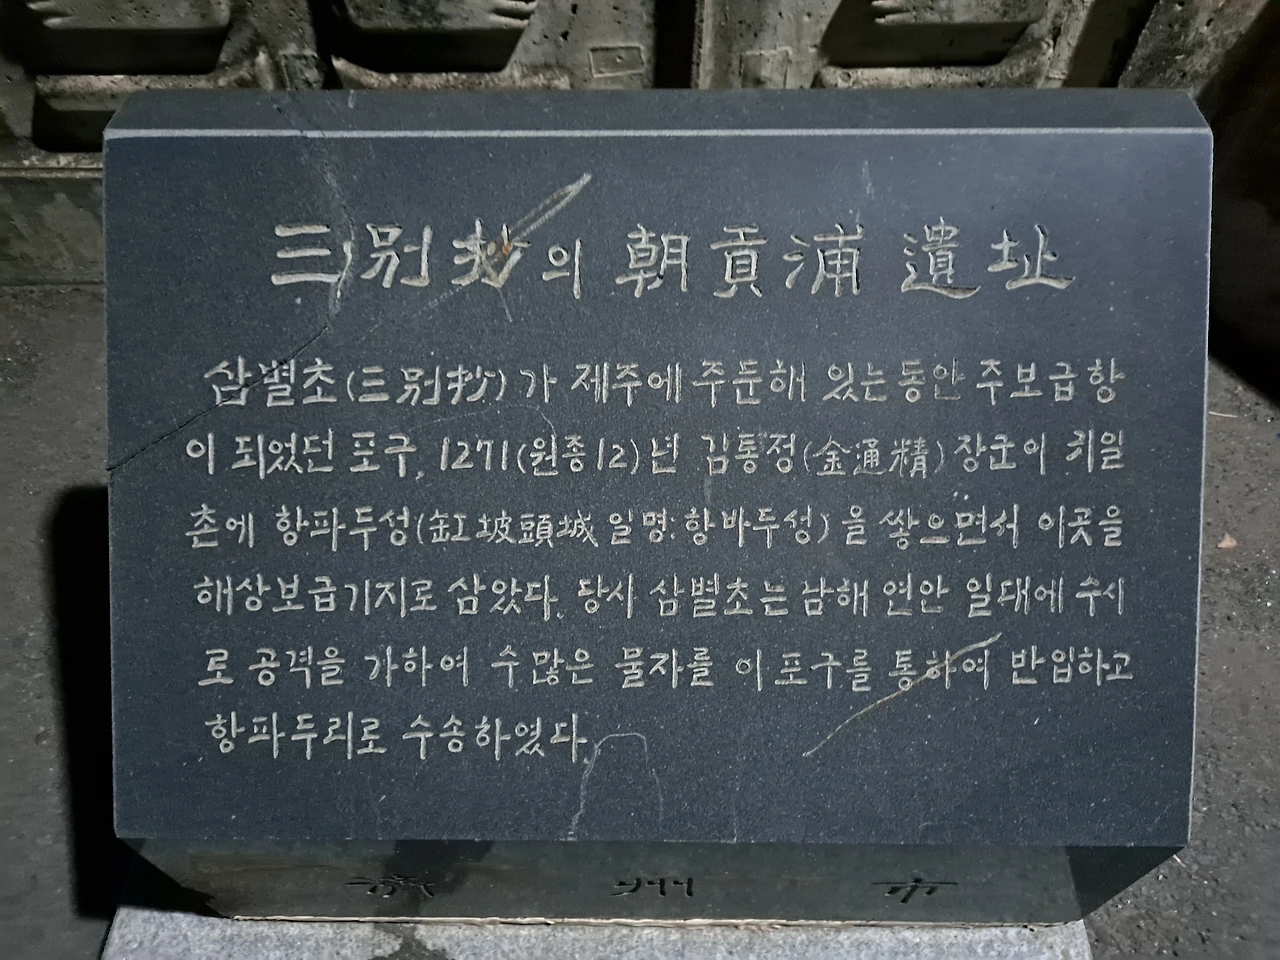 三別抄의 朝貢浦 遺址
삼별초(三別抄)가 제주에 주둔해 있는 동안 주보급항
이 되었던 포구. 1271(원종12)년 김통정(金通精)장군이 귀일
촌에 항파두성(缸坡頭城 일명:항바두성)을 쌓으면서 이곳을
해상보급기지로 삼았다. 당시 삼별초는 남해 연안 일대에 수시
로 공격을 가하여 수많은 물자를 이 포구를 통하여 반입하고
항파두리로 수송하였다.
済州市